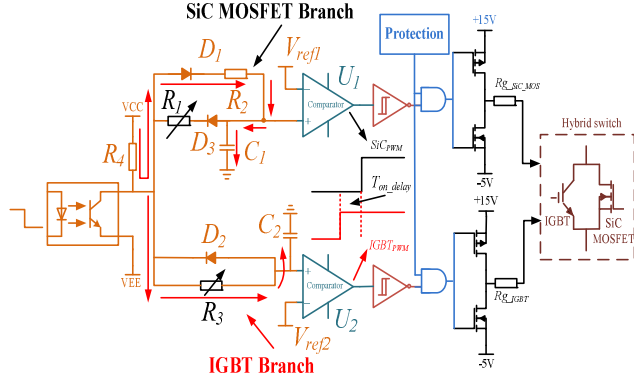 SiC MOSFET Branch
+15V
Protection
D1
Vref1
U1
R1
R2
Comparator
Rg_SiC_MOS
VCC
D3
C1
SiCPWM
R4
Hybrid switch
Ton_delay
-5V
+15V
IGBT
SiC
MOSFET
C2
D2
IGBTPWM
VEE
Comparator
R3
U2
Rg_IGBT
Vref2
IGBT Branch
-5V